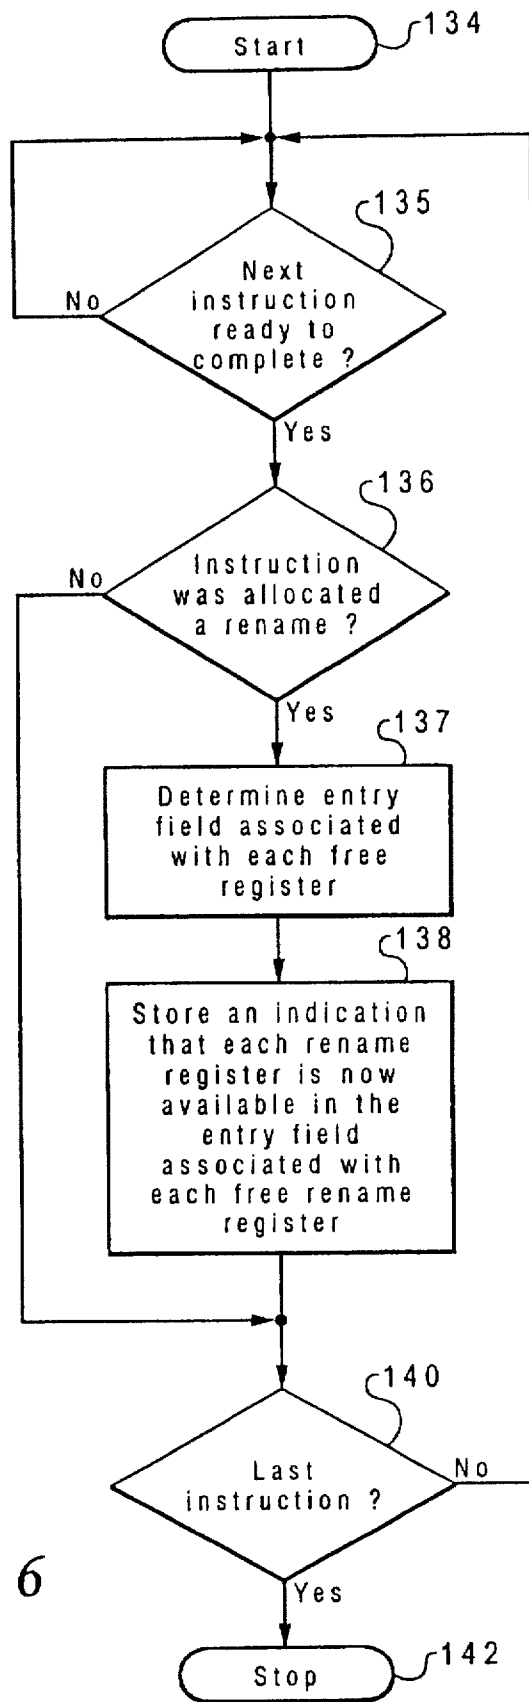 Start
134
135
Next
instruction
ready to
complete ?
No
Yes
136
Instruction
was allocated
a rename ?
No
Yes
137
Determine entry
field associated
with each free
register
138
Store an indication
that each rename
register is now
available in the
entry field
associated with
each free rename
register
140
Last
instruction ?
No
Yes
6
Stop
142